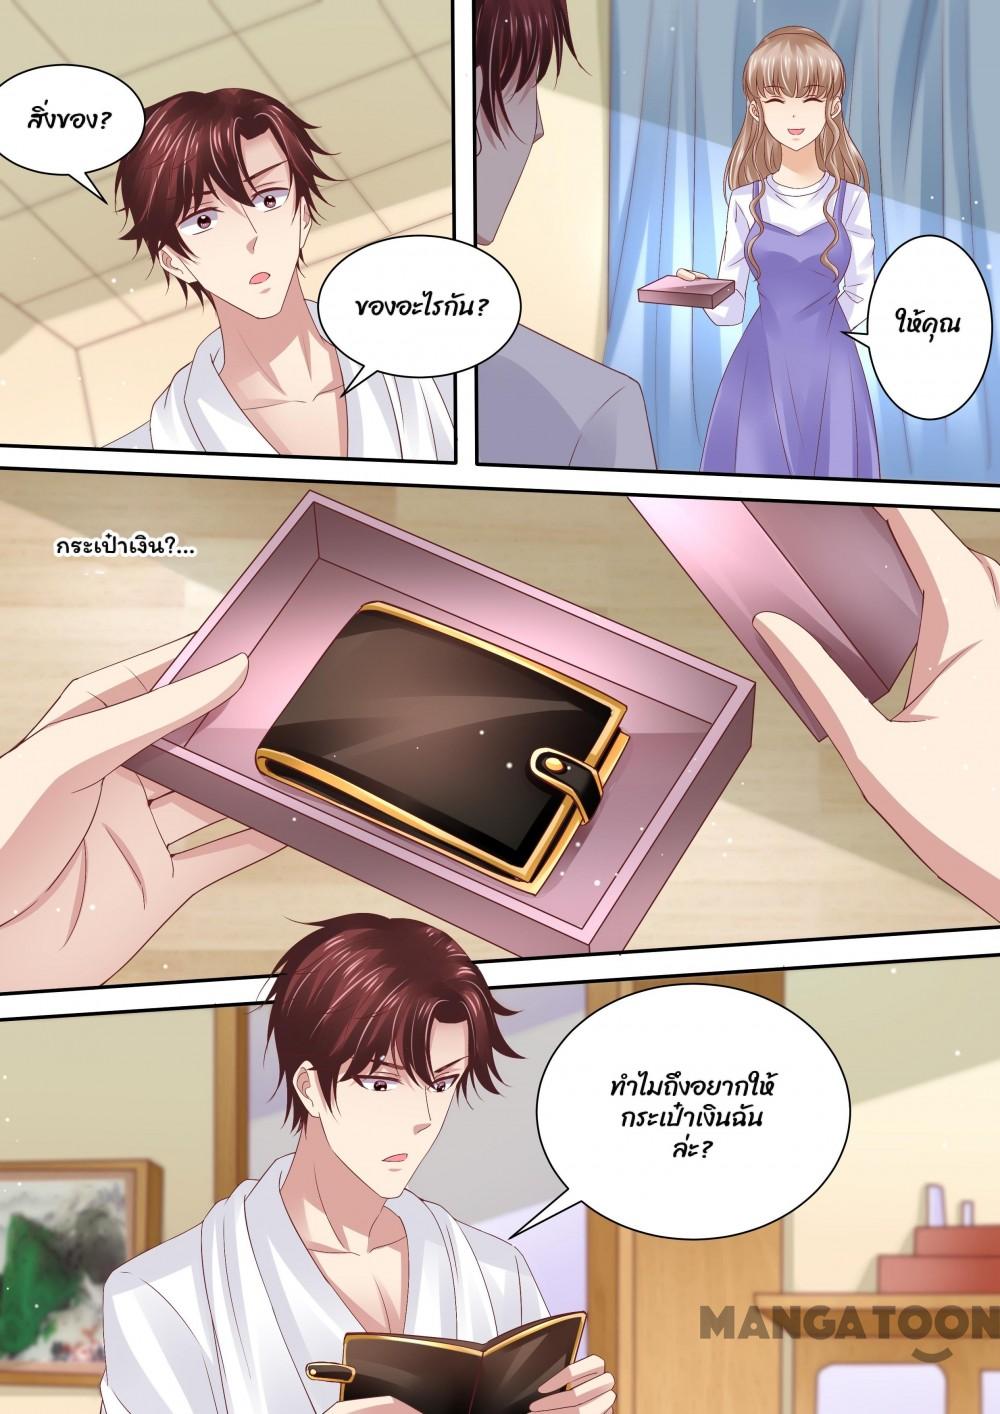 สิ่งของ?
ของอะไรกัน?
ให้คุณ
กระเป๋าเงิน?...
ทำไมถึงอยากให้
กระเป๋าเงินฉัน
ล่ะ?
MANGATOON